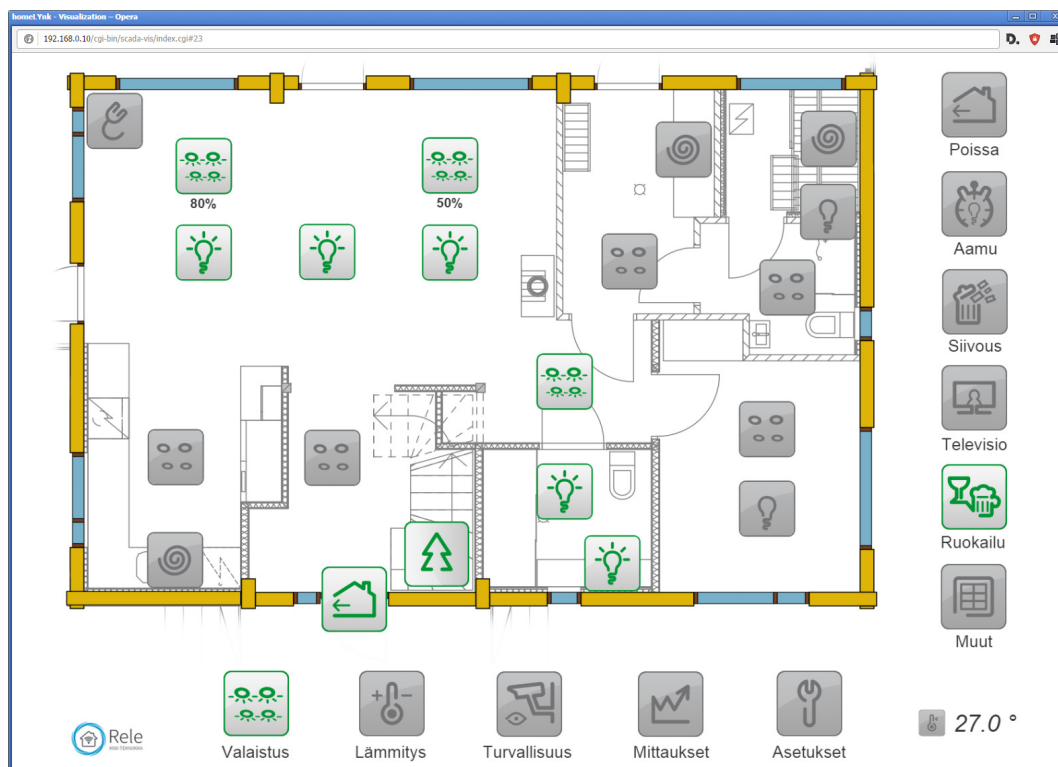 homeLYnk - Visualization – Opera
192.168.0.10/cgi-bin/scada-vis/index.cgi#23
D.
80%
50%
Poissa
Aamu
Siivous
Televisio
Ruokailu
Muut
Valaistus
Lämmitys
Turvallisuus
Mittaukset
Asetukset
Rele
27.0 °